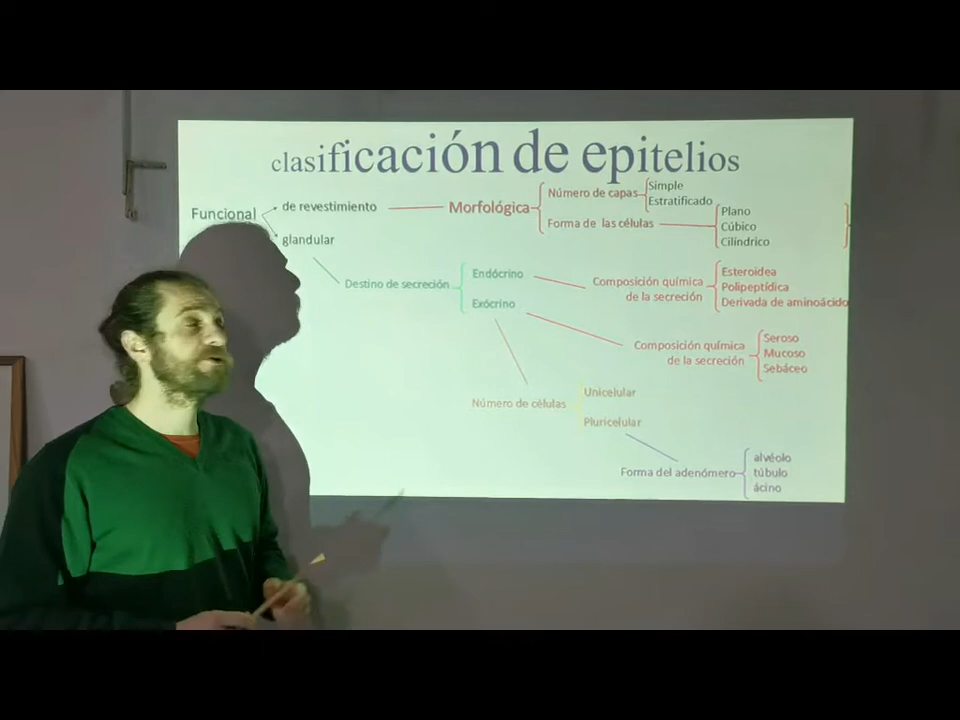 clasificación de epitelios
Funcional
de revestimiento
glandular
Morfológica
Número de capas
Simple
Estratificado
Forma de las células
Plano
Cúbico
Cilíndrico
Destino de secreción
Endócrino
Exócrino
Composición química
de la secreción
Esteroidea
Polipeptídica
Derivada de aminoácido
Composición química
de la secreción
Seroso
Mucoso
Sebáceo
Número de células
Unicelular
Pluricelular
Forma del adenómero
alvéolo
túbulo
ácino